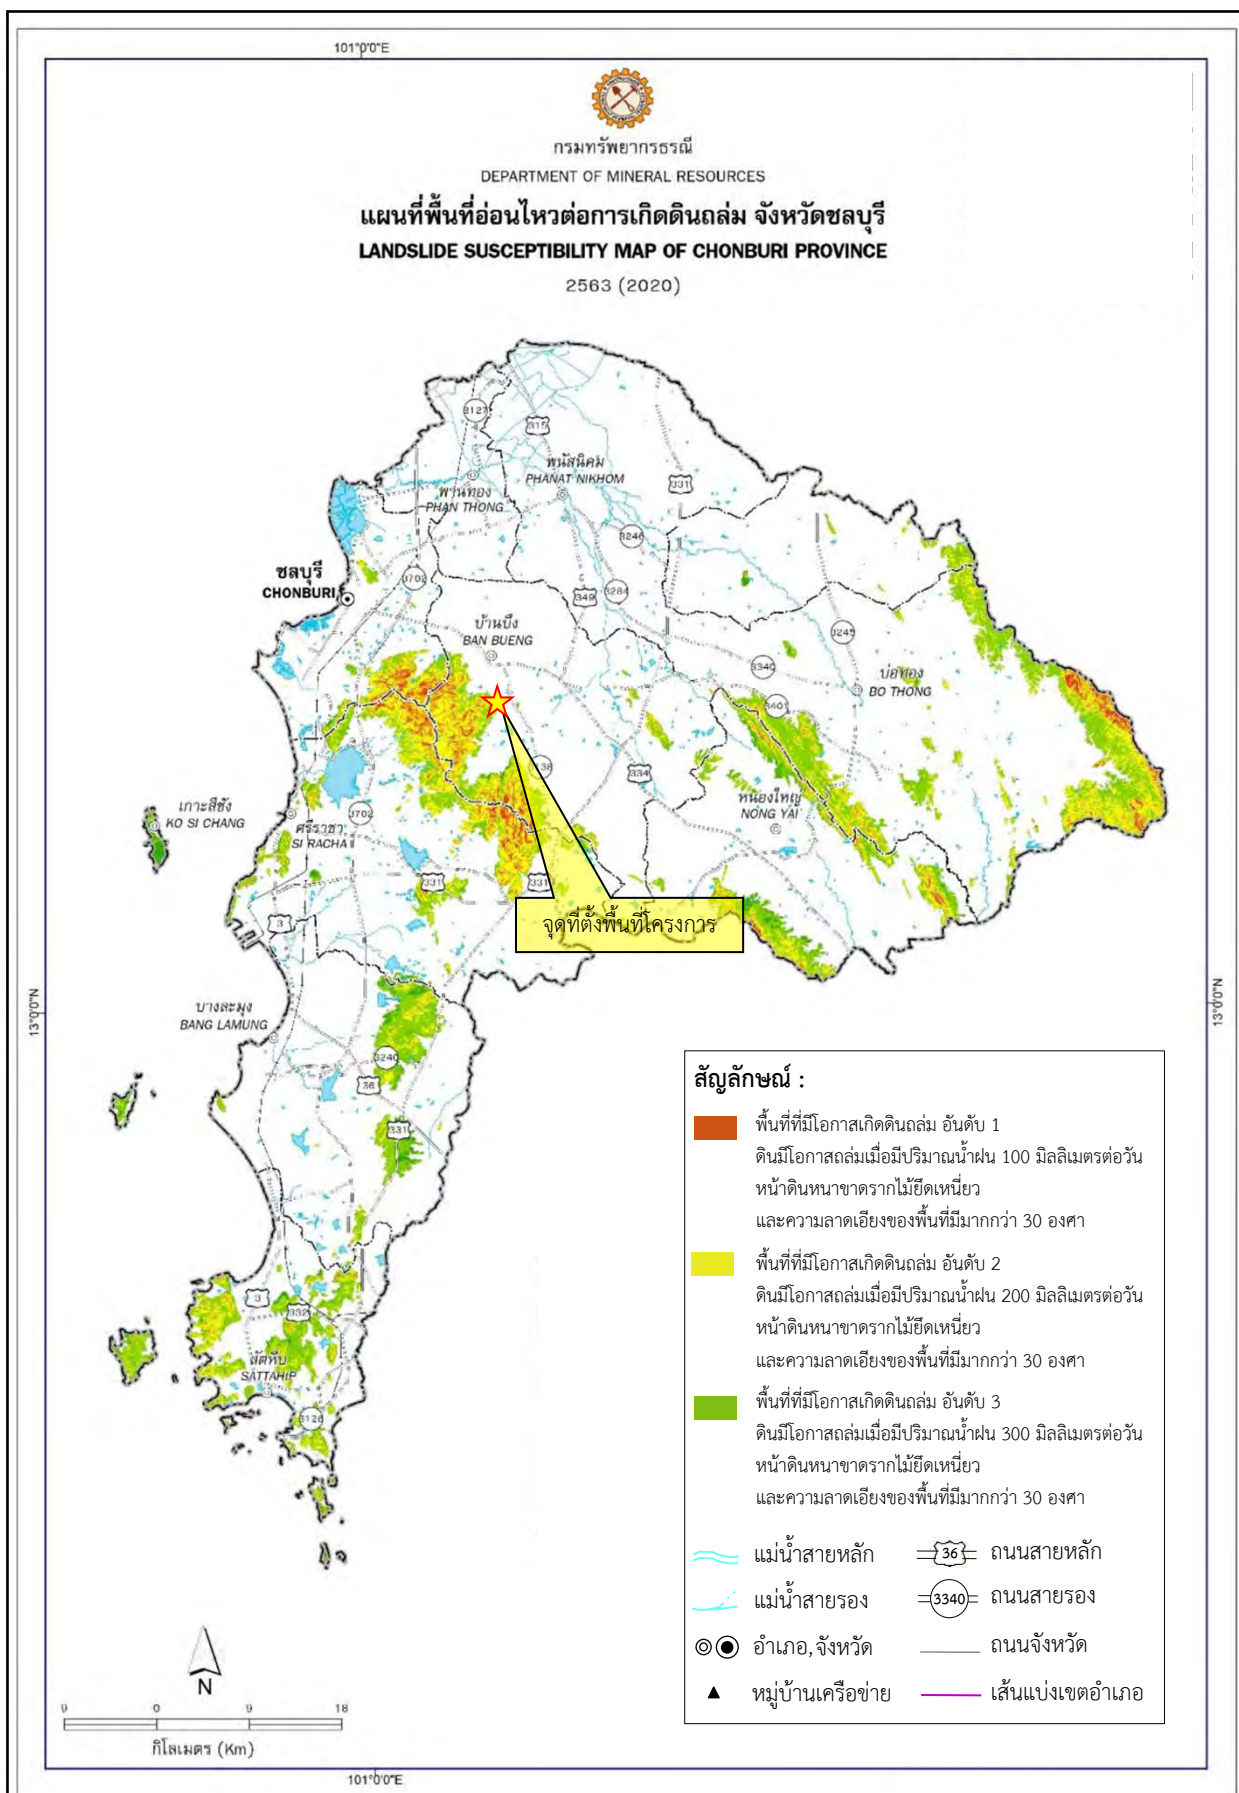 101°0'0"E
กรมทรัพยากรธรณี
DEPARTMENT OF MINERAL RESOURCES
แผนที่พื้นที่อ่อนไหวต่อการเกิดดินถล่ม จังหวัดชลบุรี
LANDSLIDE SUSCEPTIBILITY MAP OF CHONBURI PROVINCE
2563 (2020)
3127
315
พนัสนิคม
PHANAT NIKHOM
331
พานทอง
PHAN THONG
3246
ชลบุรี
CHONBURI
3702
349
3284
บ้านบึง
BAN BUENG
3245
3340
บ่อทอง
BO THONG
3401
334
เกาะสีชัง
KO SI CHANG
3702
ศรีราชา
SI RACHA
หนองใหญ่
NONG YAI
331
331
3
จุดที่ตั้งพื้นที่โครงการ
13°0'0"N
13°0'0"N
บางละมุง
BANG LAMUNG
3240
36
331
3
332
สัตหีบ
SATTAHIP
3126
สัญลักษณ์ :
พื้นที่ที่มีโอกาสเกิดดินถล่ม อันดับ 1
ดินมีโอกาสถล่มเมื่อมีปริมาณน้ำฝน 100 มิลลิเมตรต่อวัน
หน้าดินหนาขาดรากไม้ยึดเหนี่ยว
และความลาดเอียงของพื้นที่มีมากกว่า 30 องศา
พื้นที่ที่มีโอกาสเกิดดินถล่ม อันดับ 2
ดินมีโอกาสถล่มเมื่อมีปริมาณน้ำฝน 200 มิลลิเมตรต่อวัน
หน้าดินหนาขาดรากไม้ยึดเหนี่ยว
และความลาดเอียงของพื้นที่มีมากกว่า 30 องศา
พื้นที่ที่มีโอกาสเกิดดินถล่ม อันดับ 3
ดินมีโอกาสถล่มเมื่อมีปริมาณน้ำฝน 300 มิลลิเมตรต่อวัน
หน้าดินหนาขาดรากไม้ยึดเหนี่ยว
และความลาดเอียงของพื้นที่มีมากกว่า 30 องศา
แม่น้ำสายหลัก 36 ถนนสายหลัก
แม่น้ำสายรอง 3340 ถนนสายรอง
อำเภอ,จังหวัด ถนนจังหวัด
หมู่บ้านเครือข่าย เส้นแบ่งเขตอำเภอ
N
9 0 9 18
กิโลเมตร (Km)
101°0'0"E